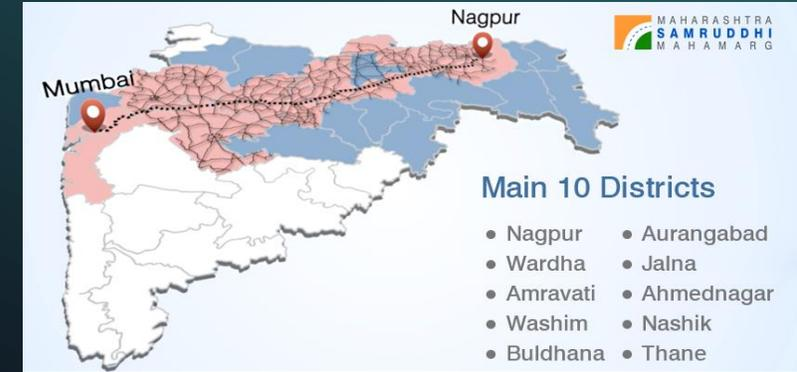 Nagpur
MAHARASHTRA
SAMRUDDHI
MAHAMARG
Mumbai
Main 10 Districts
• Nagpur
• Wardha
• Amravati
• Washim
• Buldhana
• Aurangabad
• Jalna
• Ahmednagar
• Nashik
• Thane